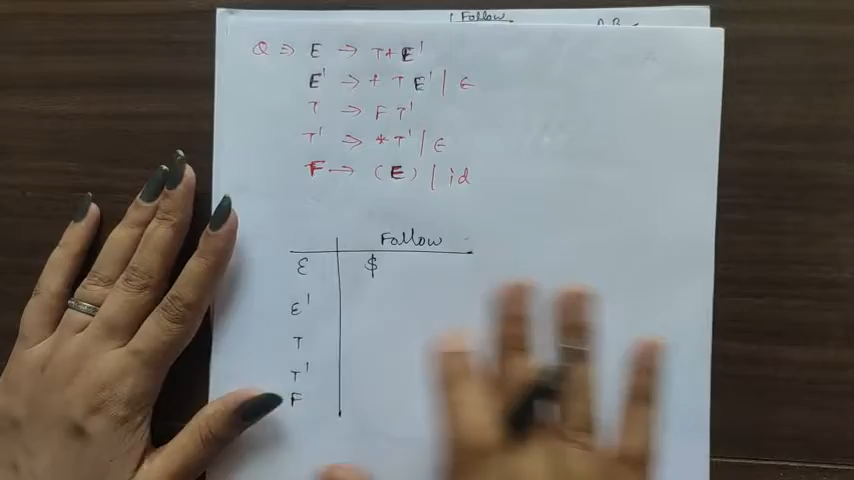 Follow
Q ⇒ E → T+E'
E' → + T E' | ε
T → F T'
T' → *T' | ε
F → (E) | id
Follow
E $
E'
T
T'
F